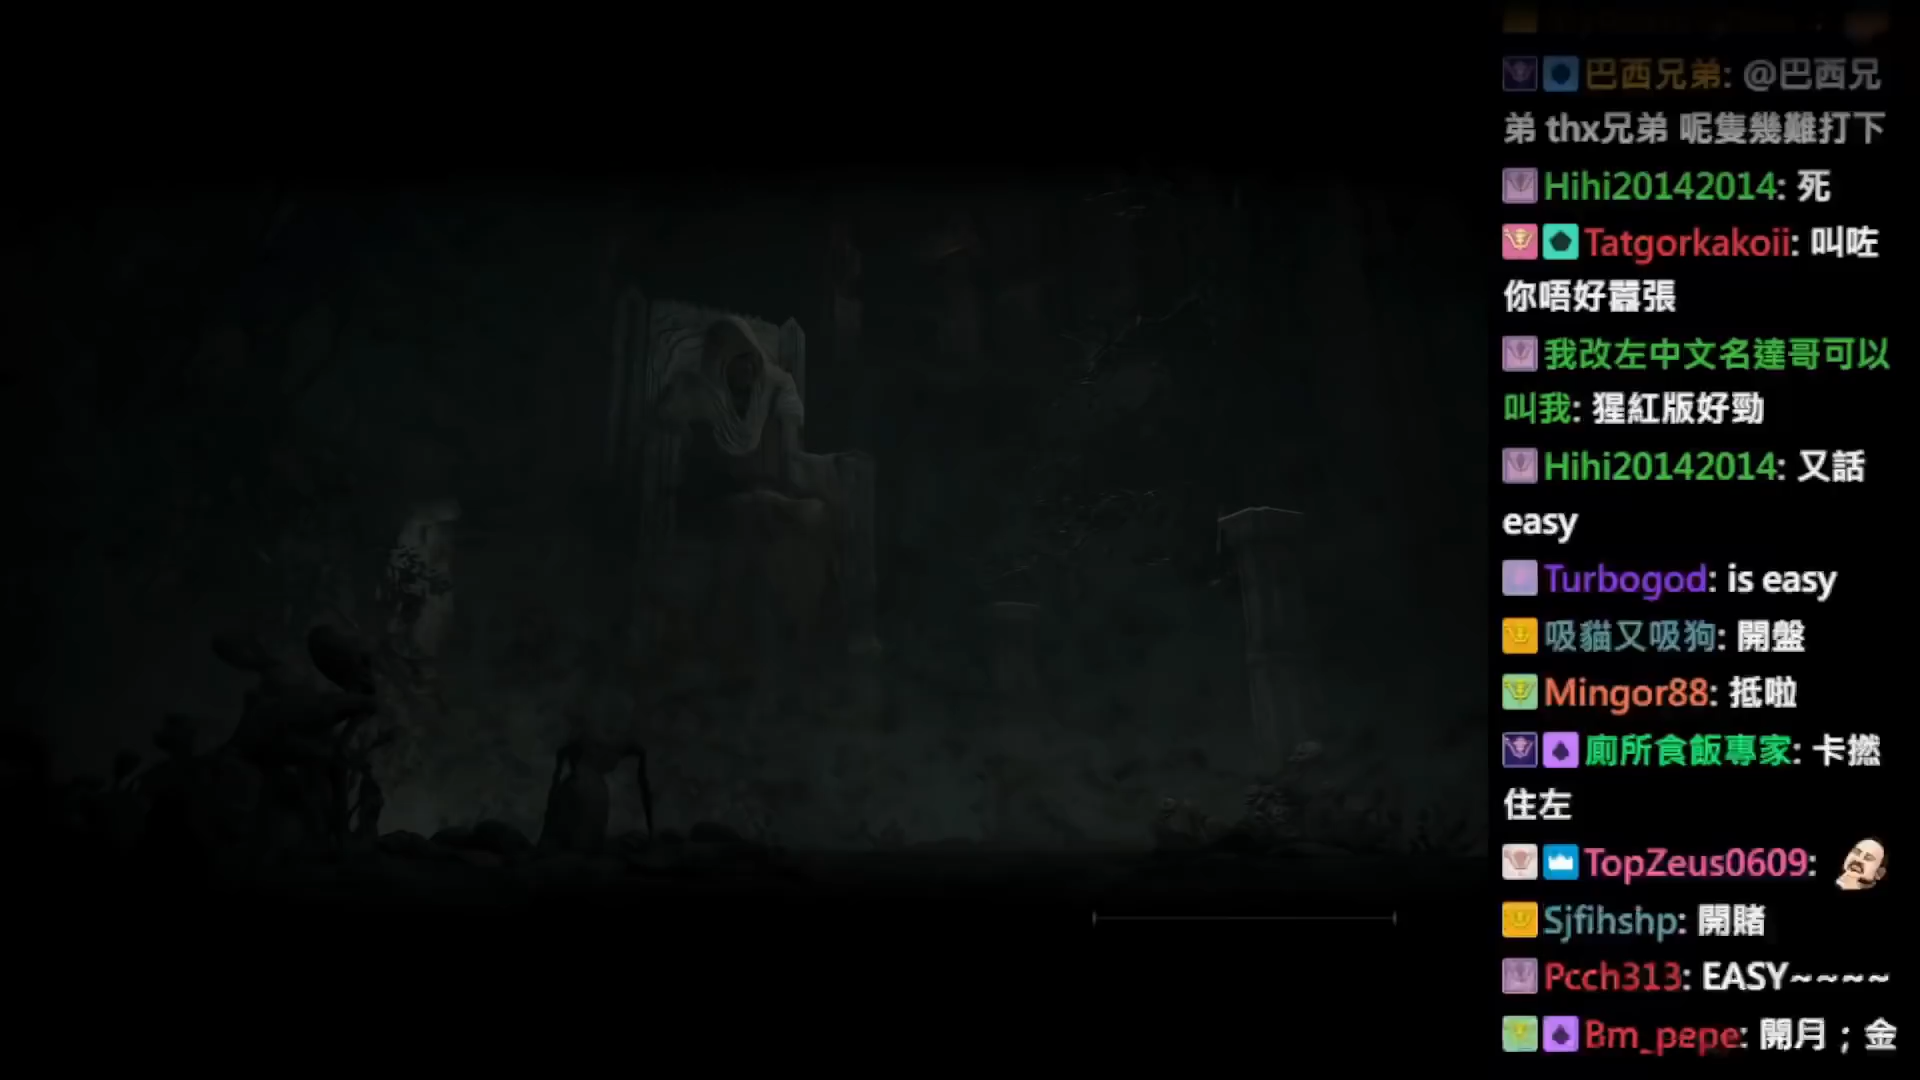 巴西兄弟: @巴西兄
弟 thx兄弟 呢隻幾難打下
Hihi20142014: 死
Tatgorkakoii: 叫咗
你唔好囂張
我改左中文名達哥可以
叫我: 猩紅版好勁
Hihi20142014: 又話
easy
Turbogod: is easy
吸貓又吸狗: 開盤
Mingor88: 抵啦
廁所食飯專家: 卡撚
住左
TopZeus0609:
Sjfihshp: 開賭
Pcch313: EASY~~~~
Bm_pepe: 開月；金